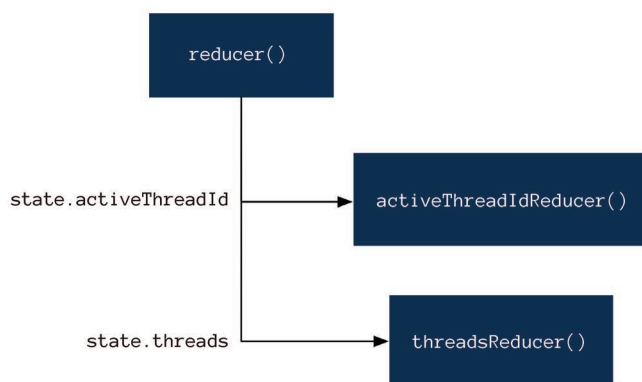 reducer()
state.activeThreadId
activeThreadIdReducer()
state.threads
threadsReducer()